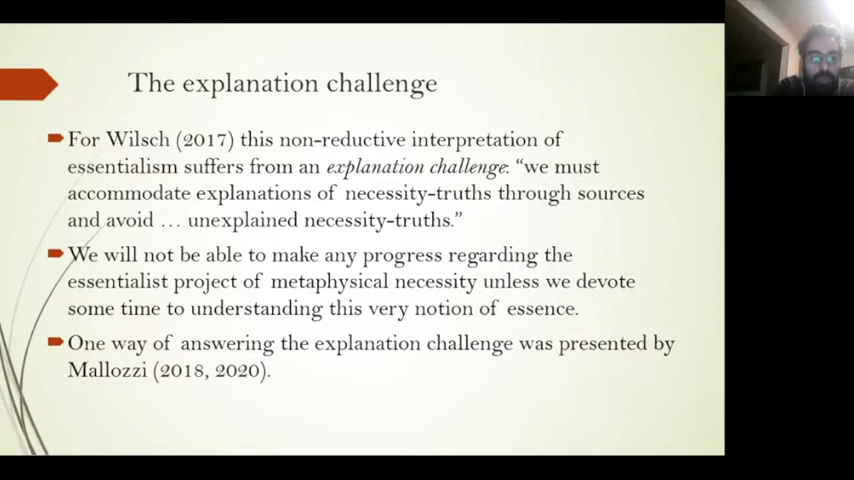 The explanation challenge
For Wilsch (2017) this non-reductive interpretation of
essentialism suffers from an explanation challenge: “we must
accommodate explanations of necessity-truths through sources
and avoid … unexplained necessity-truths.”
We will not be able to make any progress regarding the
essentialist project of metaphysical necessity unless we devote
some time to understanding this very notion of essence.
One way of answering the explanation challenge was presented by
Mallozzi (2018, 2020).